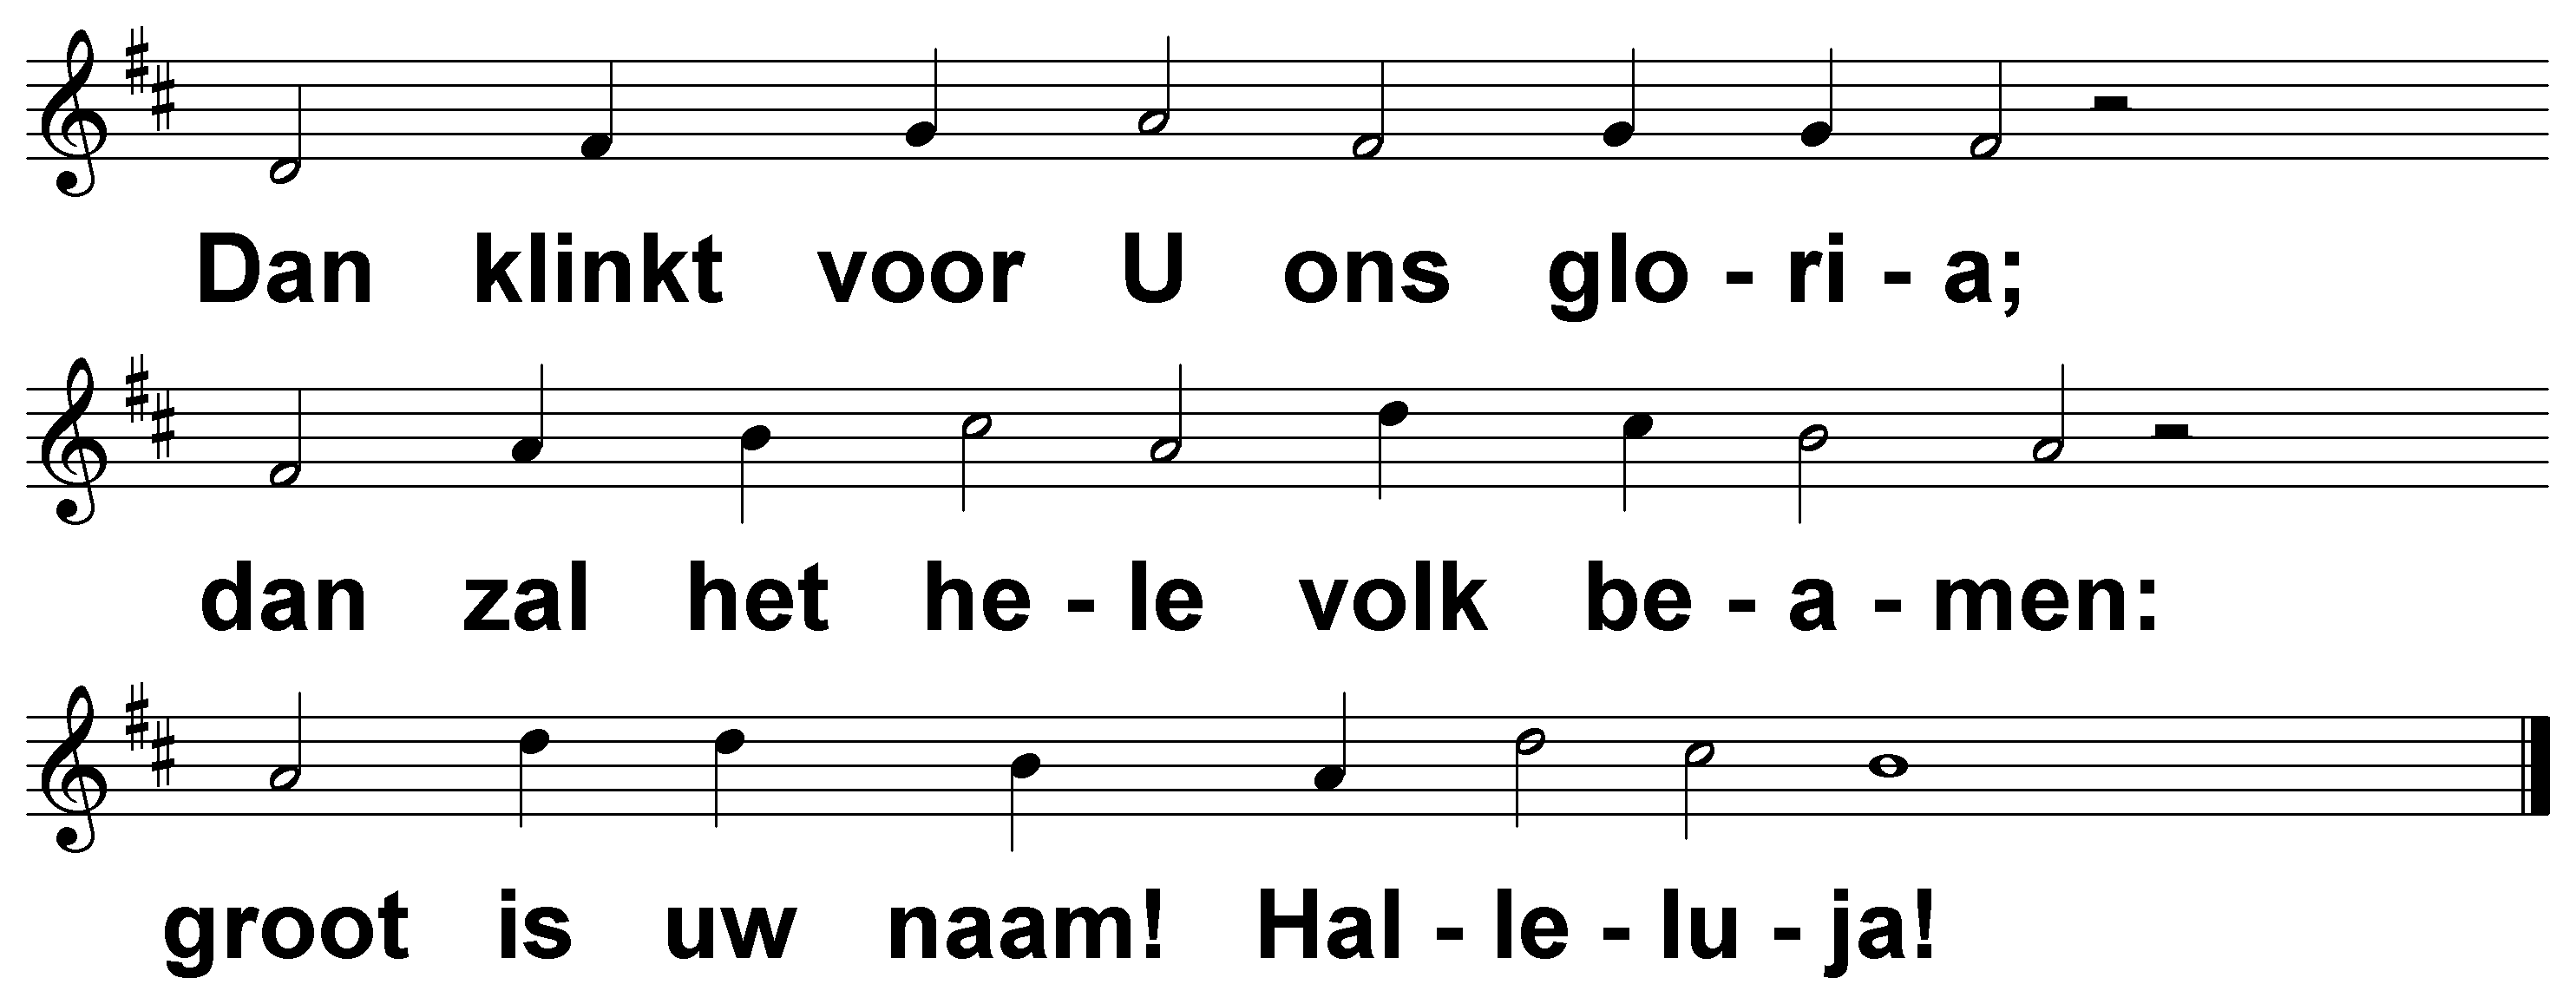 Dan klinkt voor U ons glo - ri - a;
dan zal het he - le volk be - a - men:
groot is uw naam! Hal - le - lu - ja!